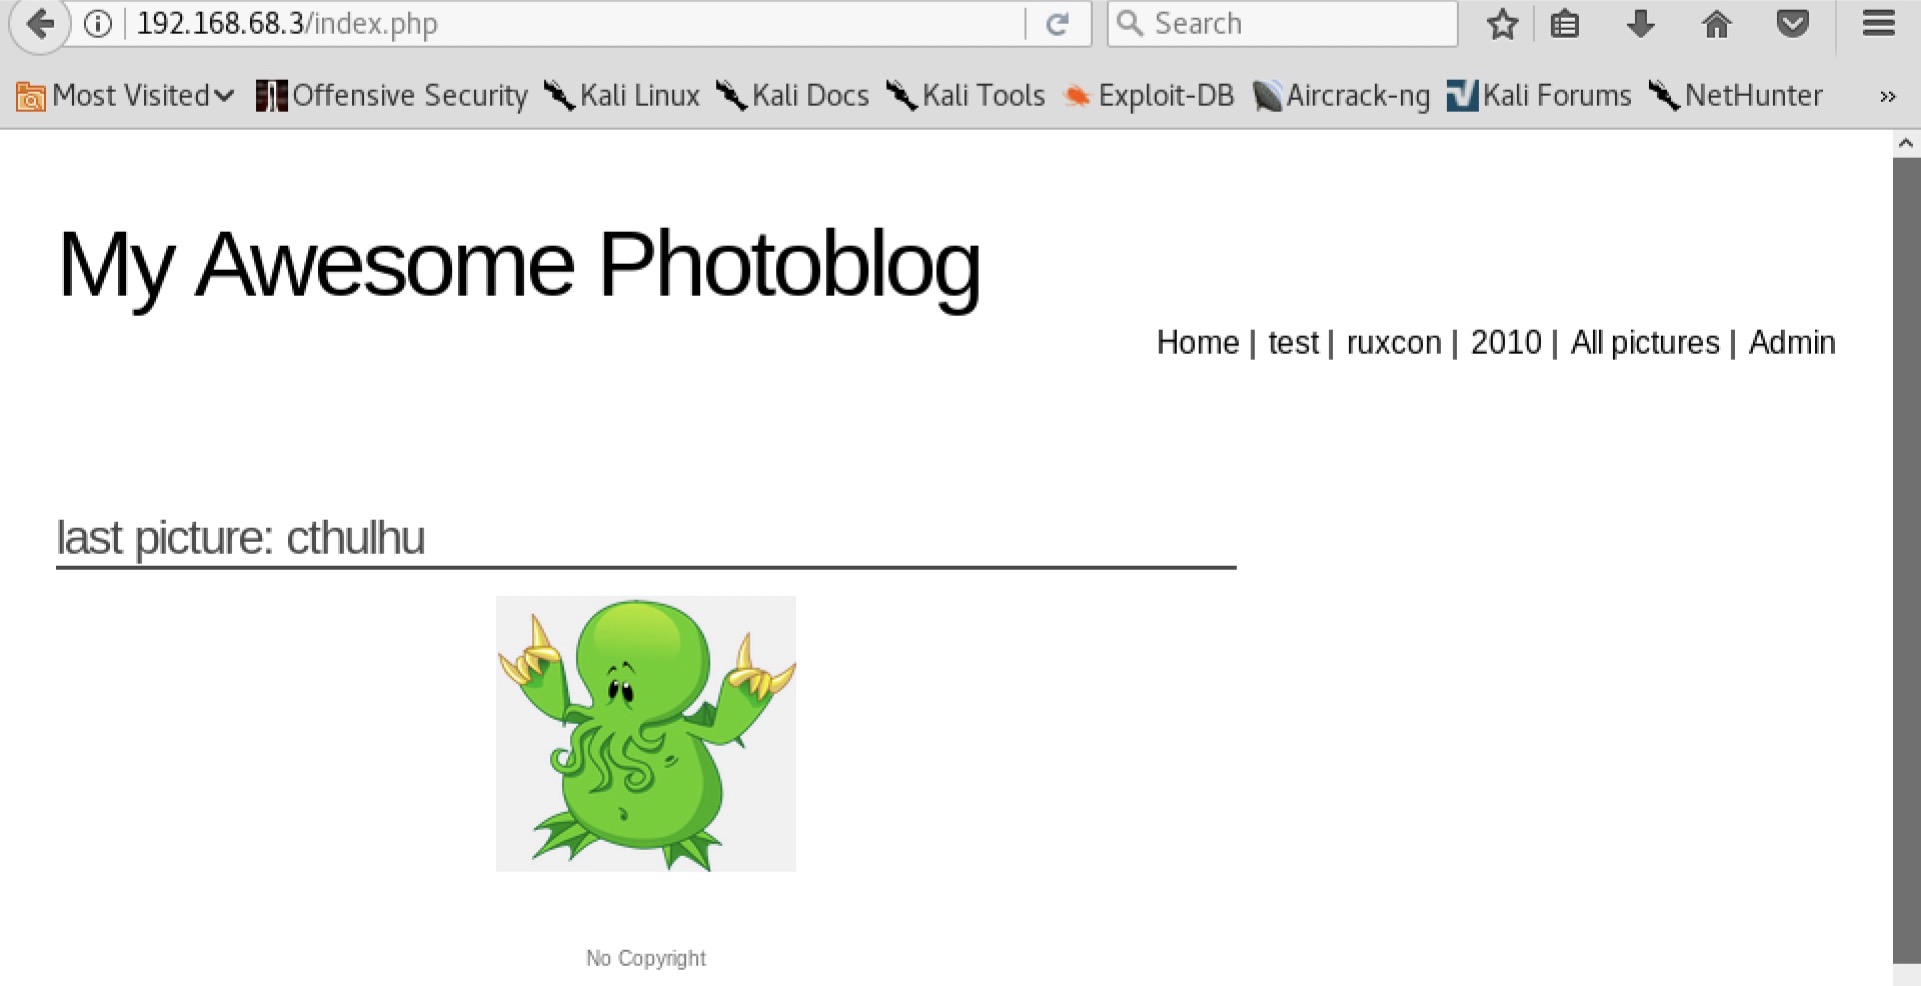 192.168.68.3/index.php
Search
Most Visited
Offensive Security
Kali Linux
Kali Docs
Kali Tools
Exploit-DB
Aircrack-ng
Kali Forums
NetHunter
My Awesome Photoblog
Home | test | ruxcon | 2010 | All pictures | Admin
last picture: cthulhu
No Copyright